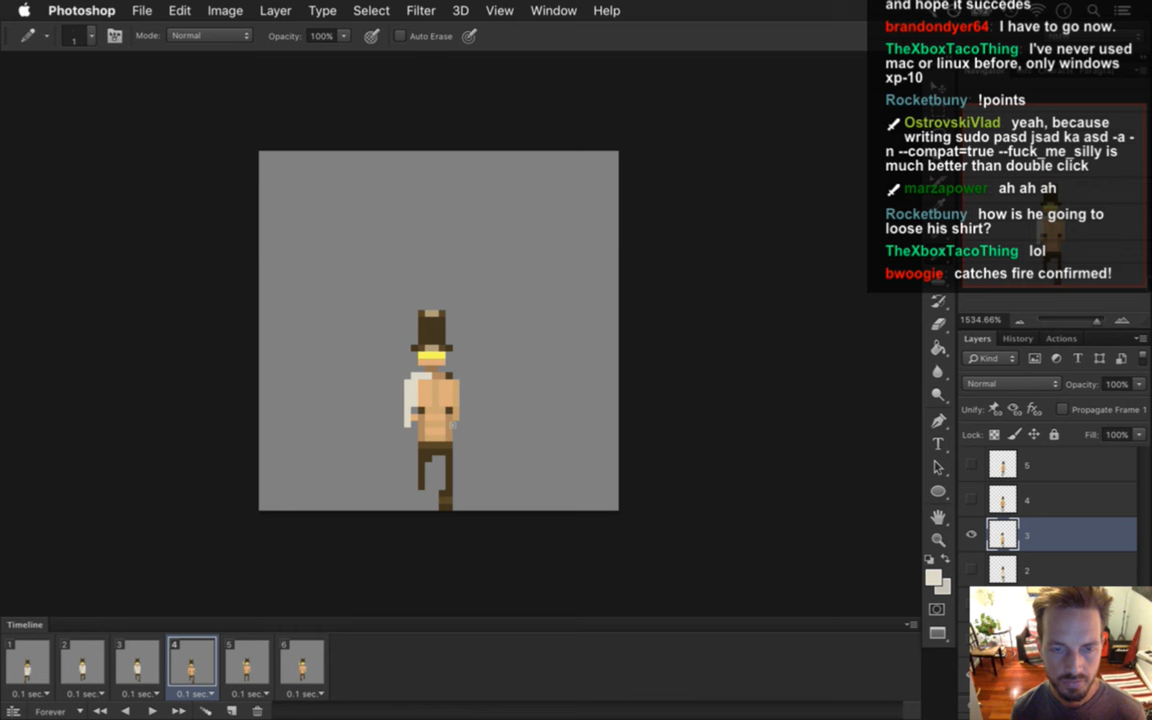 Photoshop File Edit Image Layer Type Select Filter 3D View Window Help
1 Mode: Normal Opacity: 100% Auto Erase
and hope it succedes
brandondyer64 I have to go now.
TheXboxTacoThing I've never used
mac or linux before, only windows
xp-10
Rocketbuny !points
OstrovskiVlad yeah, because
writing sudo pasd jsad ka asd -a -
n --compat=true --fuck_me_silly is
much better than double click
marzapower ah ah ah
Rocketbuny how is he going to
loose his shirt?
TheXboxTacoThing lol
bwoogie catches fire confirmed!
1534.66%
Layers History Actions
Kind
Normal Opacity: 100%
Unify: Propagate Frame 1
Lock: Fill: 100%
5
4
3
2
Timeline
1 2 3 4 5 6
0.1 sec. 0.1 sec. 0.1 sec. 0.1 sec. 0.1 sec. 0.1 sec.
Forever